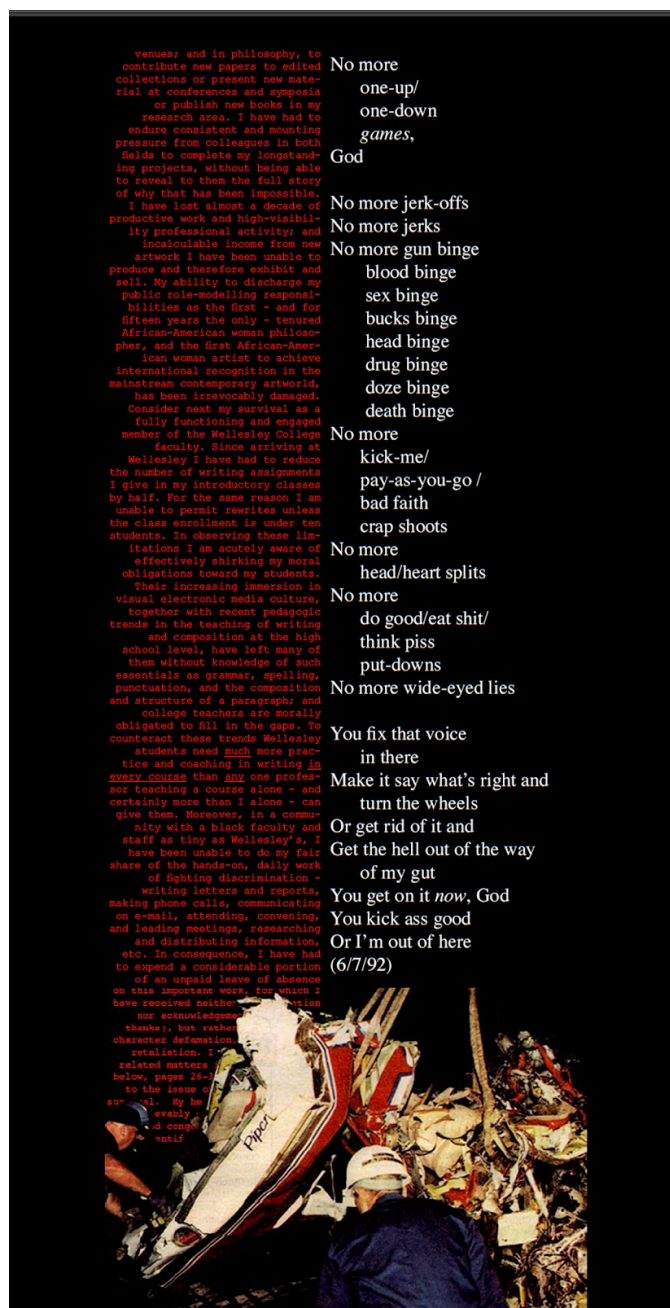 venues; and in philosophy, to
contribute new papers to edited
collections or present new mate-
rial at conferences and symposia
or publish new books in my
research area. I have had to
endure consistent and mounting
pressure from colleagues in both
fields to complete my longstand-
ing projects, without being able
to reveal to them the full story
of why that has been impossible.
I have lost almost a decade of
productive work and high-visibil-
ity professional activity; and
incalculable income from new
artwork I have been unable to
produce and therefore exhibit and
sell. My ability to discharge my
public role-modelling responsi-
bilities as the first - and for
fifteen years the only - tenured
African-American woman philoso-
pher, and the first African-Amer-
ican woman artist to achieve
international recognition in the
mainstream contemporary artworld,
has been irrevocably damaged.
Consider next my survival as a
fully functioning and engaged
member of the Wellesley College
faculty. Since arriving at
Wellesley I have had to reduce
the number of writing assignments
I give in my introductory classes
by half. For the same reason I am
unable to permit rewrites unless
the class enrollment is under ten
students. In observing these lim-
itations I am acutely aware of
effectively shirking my moral
obligations toward my students.
Their increasing immersion in
visual electronic media culture,
together with recent pedagogic
trends in the teaching of writing
and composition at the high
school level, have left many of
them without knowledge of such
essentials as grammar, spelling,
punctuation, and the composition
and structure of a paragraph; and
college teachers are morally
obligated to fill in the gaps. To
counteract these trends Wellesley
students need much more prac-
tice and coaching in writing in
every course than any one profes-
sor teaching a course alone - and
certainly more than I alone - can
give them. Moreover, in a commu-
nity with a black faculty and
staff as tiny as Wellesley's, I
have been unable to do my fair
share of the hands-on, daily work
of fighting discrimination -
writing letters and reports,
making phone calls, communicating
on e-mail, attending, convening,
and leading meetings, researching
and distributing information,
etc. In consequence, I have had
to expend a considerable portion
of an unpaid leave of absence
on this important work, for which I
have received neither
nor
thanks), but
character defamation,
retaliation. I
related matters
below, pages
to the issue
My
No more
one-up/
one-down
games,
God
No more jerk-offs
No more jerks
No more gun binge
blood binge
sex binge
bucks binge
head binge
drug binge
doze binge
death binge
No more
kick-me/
pay-as-you-go /
bad faith
crap shoots
No more
head/heart splits
No more
do good/eat shit/
think piss
put-downs
No more wide-eyed lies
You fix that voice
in there
Make it say what's right and
turn the wheels
Or get rid of it and
Get the hell out of the way
of my gut
You get on it now, God
You kick ass good
Or I'm out of here
(6/7/92)
Piper